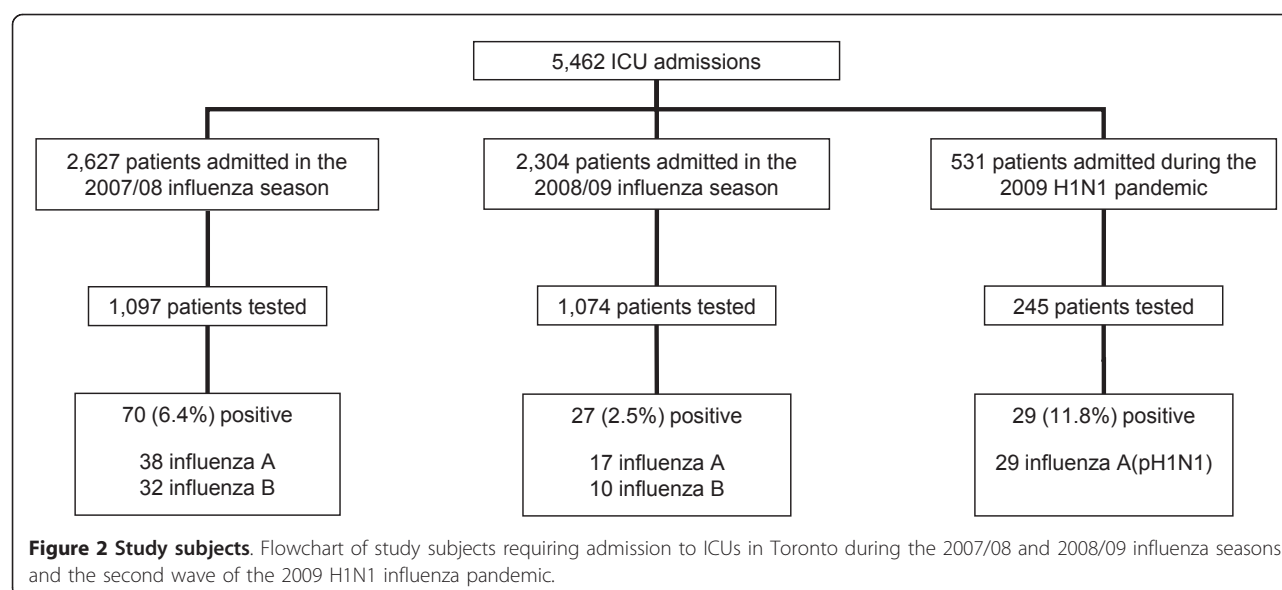 5,462 ICU admissions
2,627 patients admitted in the
2007/08 influenza season
2,304 patients admitted in the
2008/09 influenza season
531 patients admitted during the
2009 H1N1 pandemic
1,097 patients tested
1,074 patients tested
245 patients tested
70 (6.4%) positive
38 influenza A
32 influenza B
27 (2.5%) positive
17 influenza A
10 influenza B
29 (11.8%) positive
29 influenza A(pH1N1)
Figure 2 Study subjects. Flowchart of study subjects requiring admission to ICUs in Toronto during the 2007/08 and 2008/09 influenza seasons
and the second wave of the 2009 H1N1 influenza pandemic.